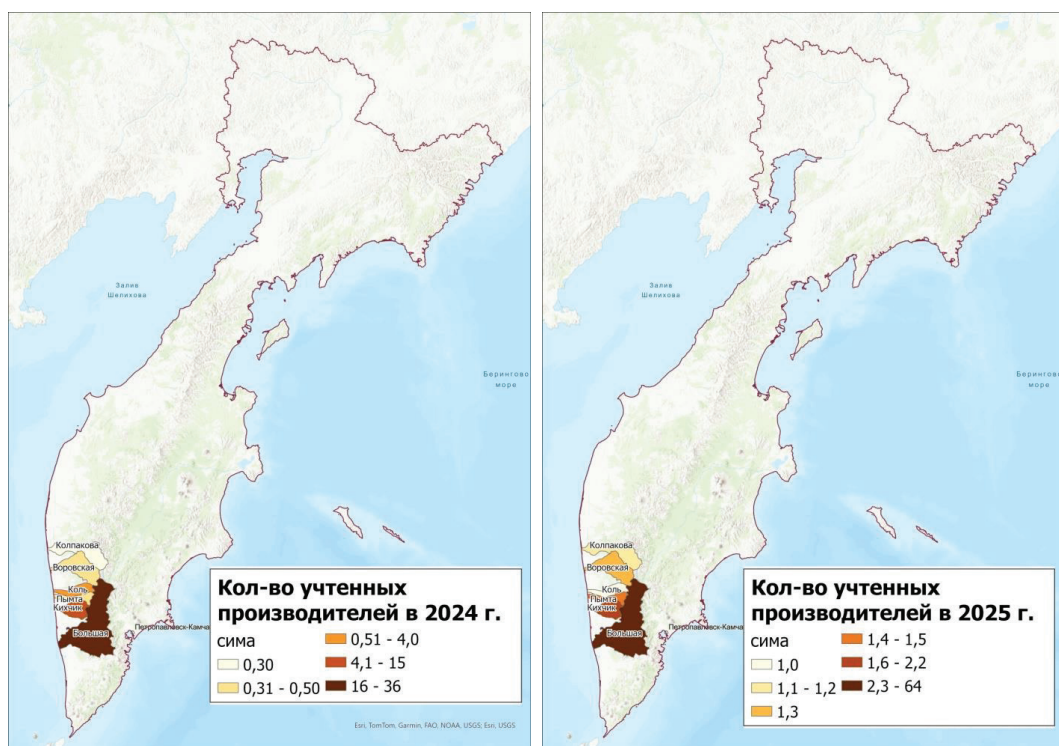 Залив
Шелихова
Берингово
море
Колпакова
Воровская
Коль
Пымта
Кихчик
Большая
Петропавловск-Камча
Кол-во учтенных
производителей в 2024 г.
сима
0,30
0,31 - 0,50
0,51 - 4,0
4,1 - 15
16 - 36
Esri, TomTom, Garmin, FAO, NOAA, USGS; Esri, USGS
Залив
Шелихова
Берингово
море
Колпакова
Воровская
Коль
Пымта
Кихчик
Большая
Петропавловск-Камча
Кол-во учтенных
производителей в 2025 г.
сима
1,0
1,1 - 1,2
1,3
1,4 - 1,5
1,6 - 2,2
2,3 - 64